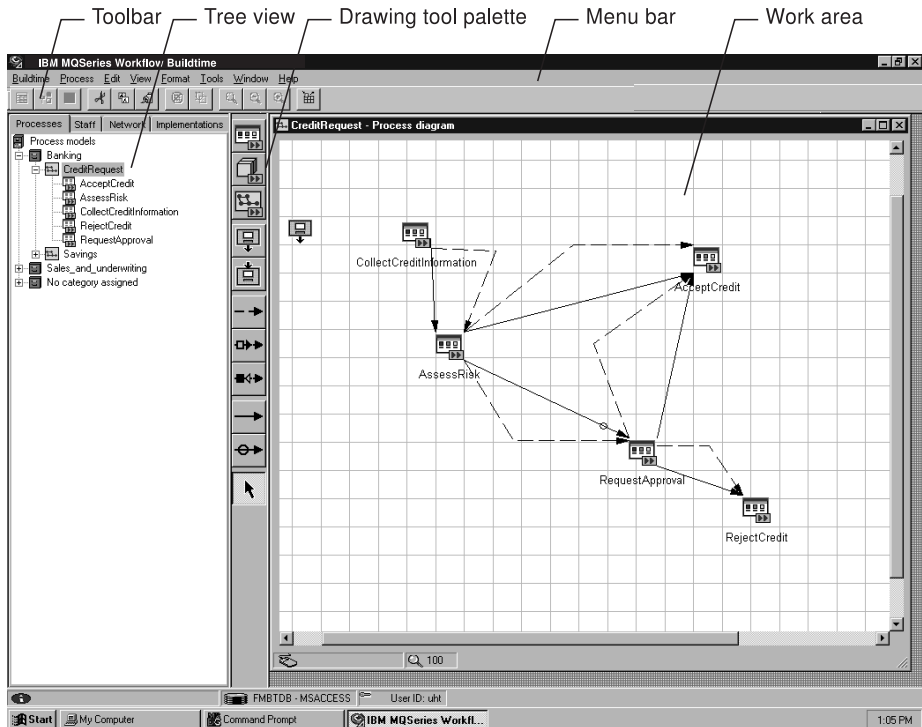 Toolbar
Tree view
Drawing tool palette
Menu bar
Work area
IBM MQSeries Workflow Buildtime
Buildtime Process Edit View Format Tools Window Help
Processes Staff Network Implementations
Process models
Banking
CreditRequest
AcceptCredit
AssessRisk
CollectCreditInformation
RejectCredit
RequestApproval
Savings
Sales_and_underwriting
No category assigned
CreditRequest - Process diagram
CollectCreditInformation
AcceptCredit
AssessRisk
RequestApproval
RejectCredit
100
FMBTDB - MSACCESS
User ID: uht
Start
My Computer
Command Prompt
IBM MQSeries Workfl...
1:05 PM